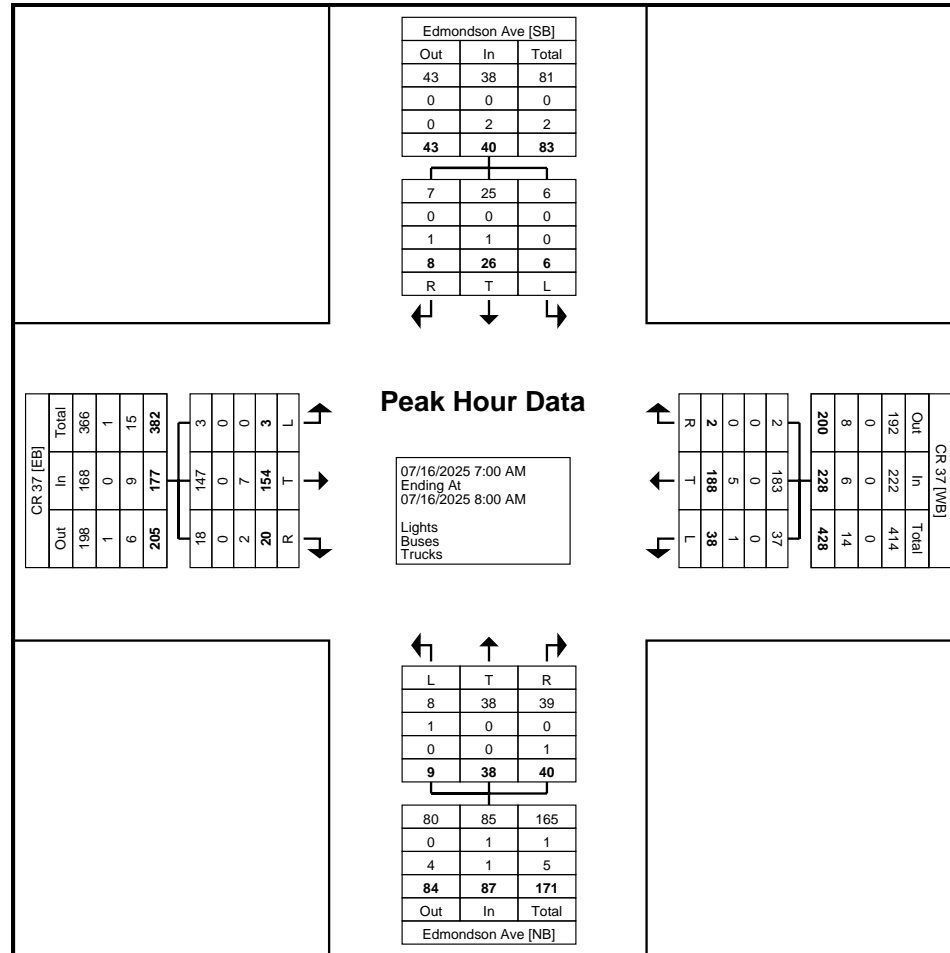 Edmondson Ave [SB]
Out In Total
43 38 81
0 0 0
0 2 2
43 40 83
7 25 6
0 0 0
1 1 0
8 26 6
R T L
CR 37 [EB]
Out In Total
198 168 366
1 0 1
6 9 15
205 177 382
18 147 3
0 0 0
2 7 0
20 154 3
R T L
Peak Hour Data
07/16/2025 7:00 AM
Ending At
07/16/2025 8:00 AM
Lights
Buses
Trucks
CR 37 [WB]
Out In Total
192 222 414
0 0 0
8 6 14
200 228 428
2 183 37
0 0 0
0 5 1
2 188 38
R T L
L T R
8 38 39
1 0 0
0 0 1
9 38 40
80 85 165
0 1 1
4 1 5
84 87 171
Out In Total
Edmondson Ave [NB]